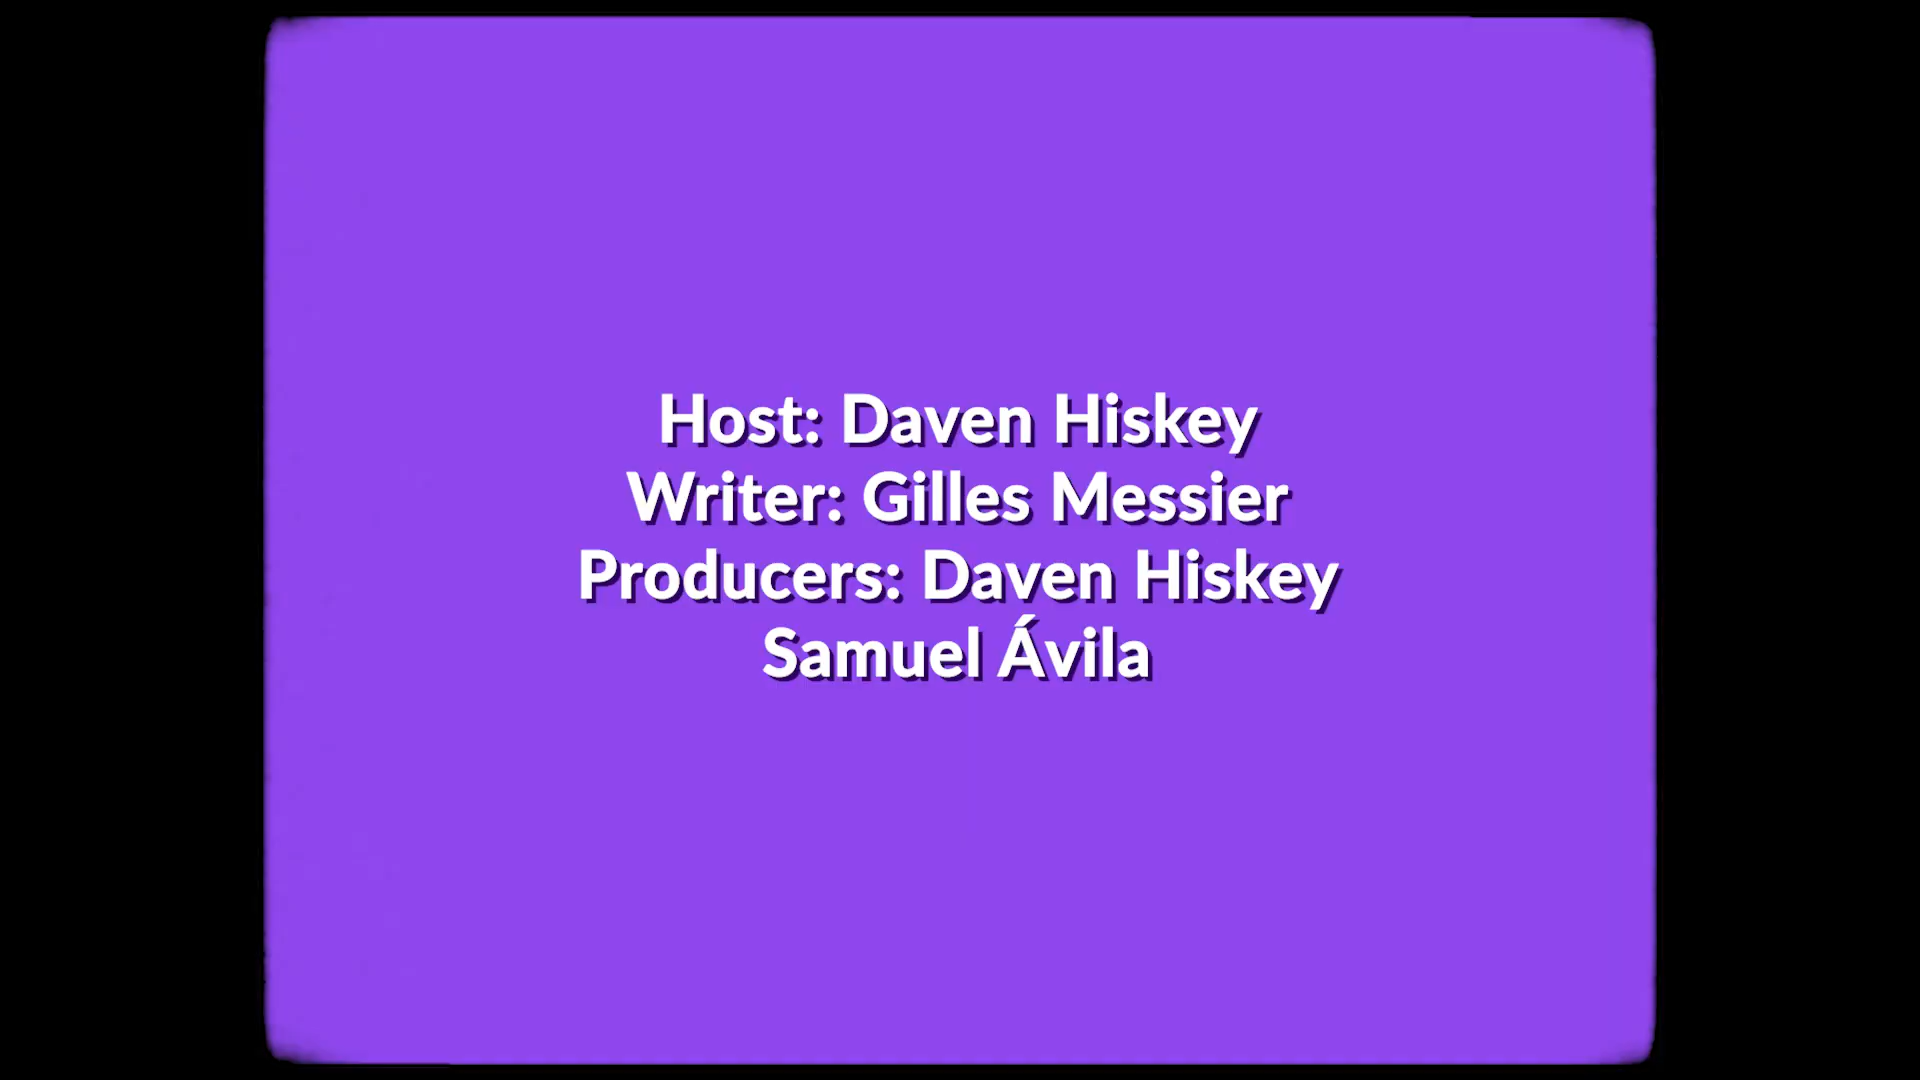 Host: Daven Hiskey
Writer: Gilles Messier
Producers: Daven Hiskey
Samuel Ávila